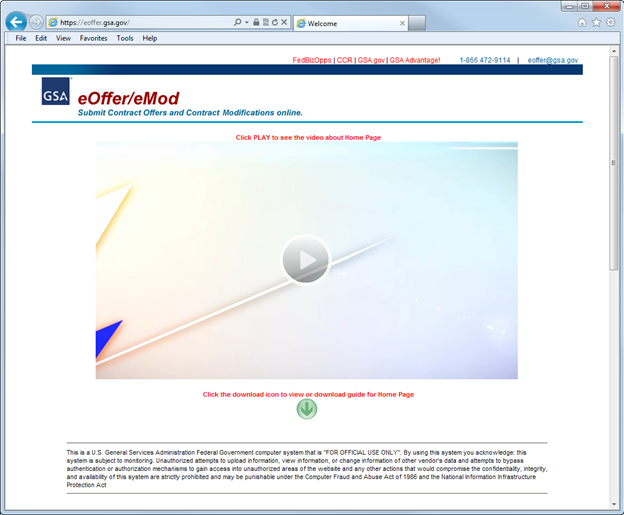 https://eoffer.gsa.gov/
Welcome
File Edit View Favorites Tools Help
FedBizOpps | CCR | GSA.gov | GSA Advantage! 1-866 472-9114 | eoffer@gsa.gov
GSA
eOffer/eMod
Submit Contract Offers and Contract Modifications online.
Click PLAY to see the video about Home Page
Click the download icon to view or download guide for Home Page
This is a U.S. General Services Administration Federal Government computer system that is "FOR OFFICIAL USE ONLY". By using this system you acknowledge: this
system is subject to monitoring. Unauthorized attempts to upload information, view information, or change information of other vendor's data and attempts to bypass
authentication or authorization mechanisms to gain access into unauthorized areas of the website and any other actions that would compromise the confidentiality, integrity,
and availability of this system are strictly prohibited and may be punishable under the Computer Fraud and Abuse Act of 1986 and the National Information Infrastructure
Protection Act